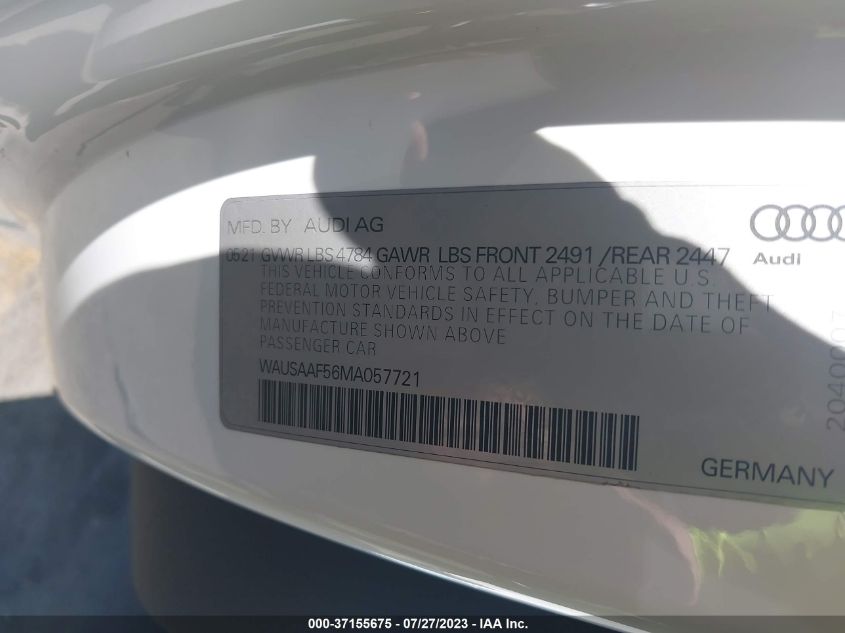 MFD. BY AUDI AG
0521 GVWR LBS 4784 GAWR LBS FRONT 2491 /REAR 2447
THIS VEHICLE CONFORMS TO ALL APPLICABLE U.S.
FEDERAL MOTOR VEHICLE SAFETY, BUMPER AND THEFT
PREVENTION STANDARDS IN EFFECT ON THE DATE OF
MANUFACTURE SHOWN ABOVE
PASSENGER CAR
WAUSAAF56MA057721
Audi
GERMANY
000-37155675 / 07/27/2023 - Copyright © IAA Inc.